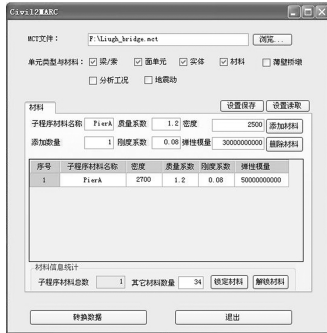 Civil2MARC
MCT文件: F:\Liugh_bridge.mct 浏览...
单元类型与材料: 梁/索 面单元 实体 材料 薄壁桥墩
分析工况 地震动
材料 设置保存 设置读取
子程序材料名称 PierA 质量系数 1.2 密度 2500 添加材料
添加数量 1 刚度系数 0.08 弹性模量 30000000000 删除材料
序号 子程序材料名称 密度 质量系数 刚度系数 弹性模量
1 PierA 2700 1.2 0.08 50000000000
材料信息统计
子程序材料总数 1 其它材料数量 34 锁定材料 解锁材料
转换数据 退出